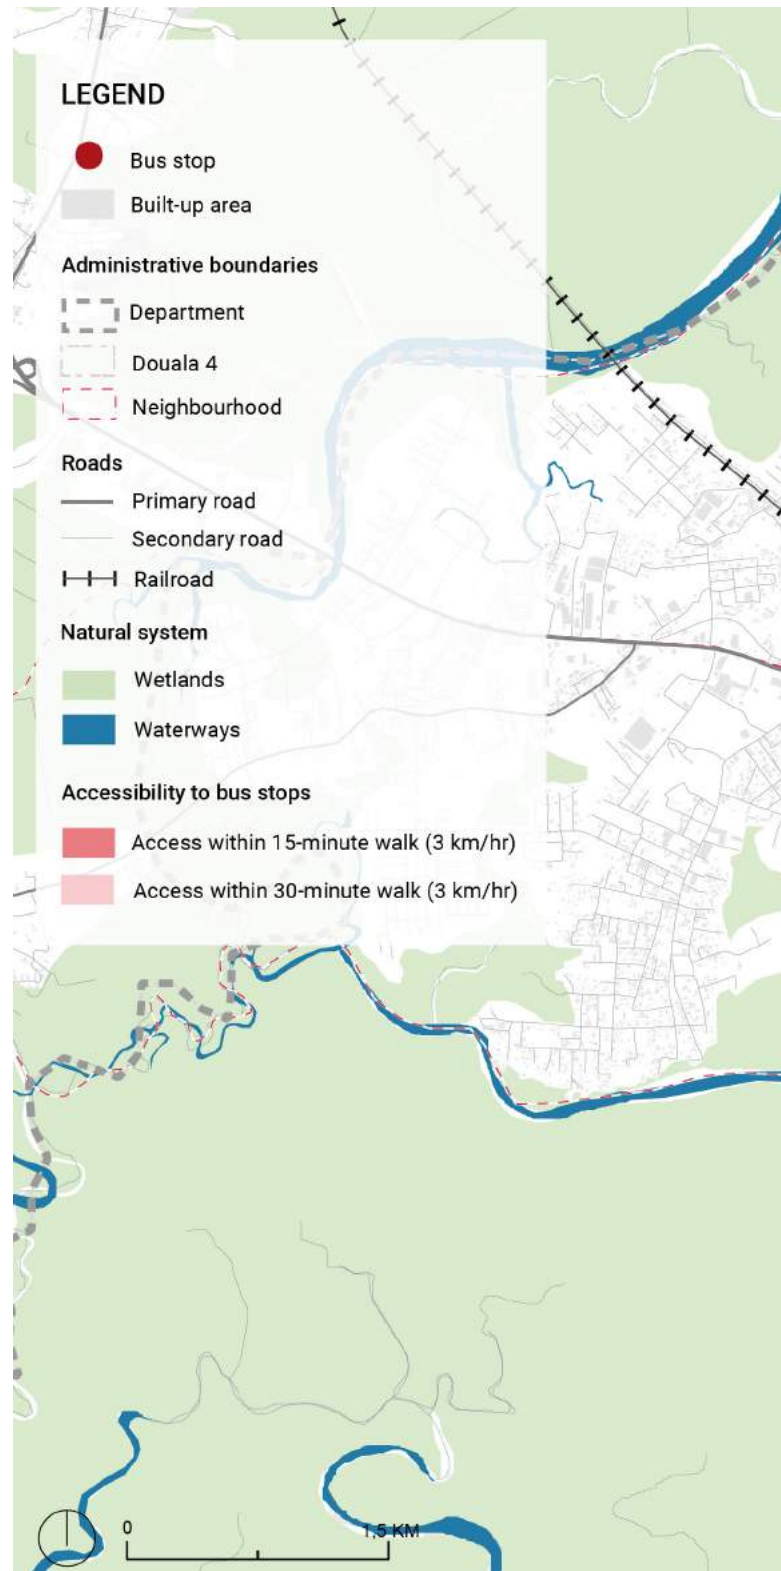 LEGEND
Bus stop
Built-up area
Administrative boundaries
Department
Douala 4
Neighbourhood
Roads
Primary road
Secondary road
Railroad
Natural system
Wetlands
Waterways
Accessibility to bus stops
Access within 15-minute walk (3 km/hr)
Access within 30-minute walk (3 km/hr)
0 1,5 KM